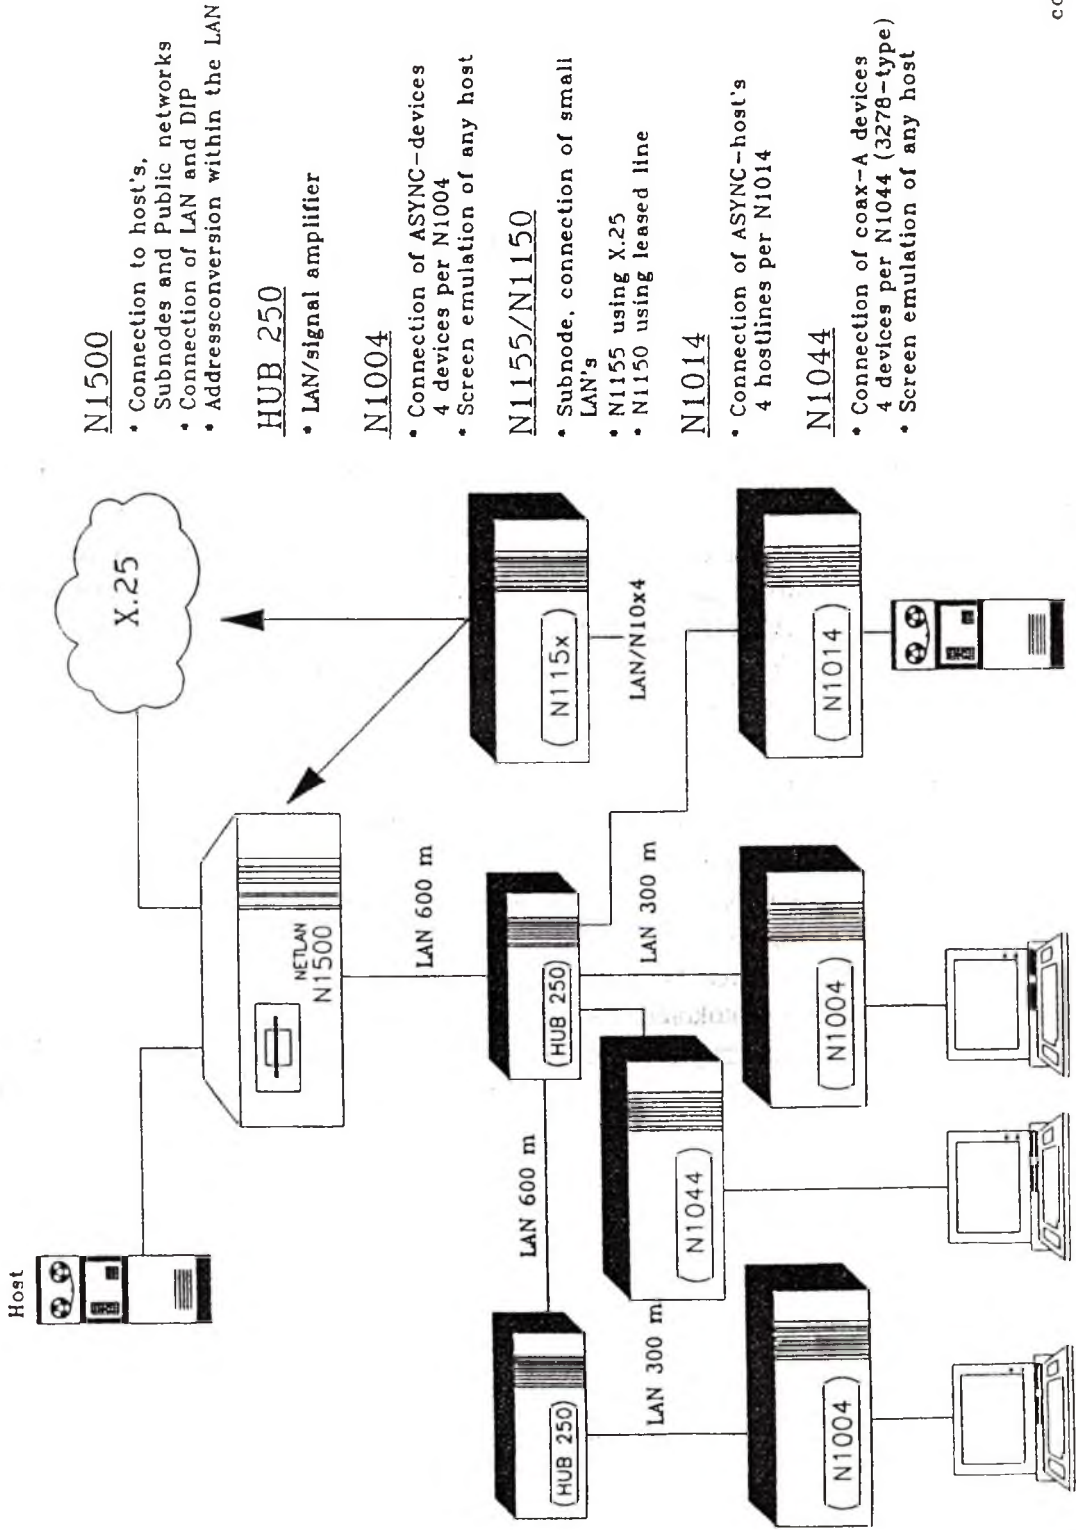 Host
X.25
NETLAN
N1500
LAN 600 m
LAN 600 m
(HUB 250)
(HUB 250)
LAN 300 m
LAN 300 m
N115x
LAN/N10x4
N1004
N1044
N1004
N1014
N1500
* Connection to host's,
Subnodes and Public networks
* Connection of LAN and DIP
* Addressconversion within the LAN
HUB 250
* LAN/signal amplifier
N1004
* Connection of ASYNC-devices
4 devices per N1004
* Screen emulation of any host
N1155/N1150
* Subnode, connection of small
LAN's
* N1155 using X.25
* N1150 using leased line
N1014
* Connection of ASYNC-host's
4 hostlines per N1014
N1044
* Connection of coax-A devices
4 devices per N1044 (3278-type)
* Screen emulation of any host